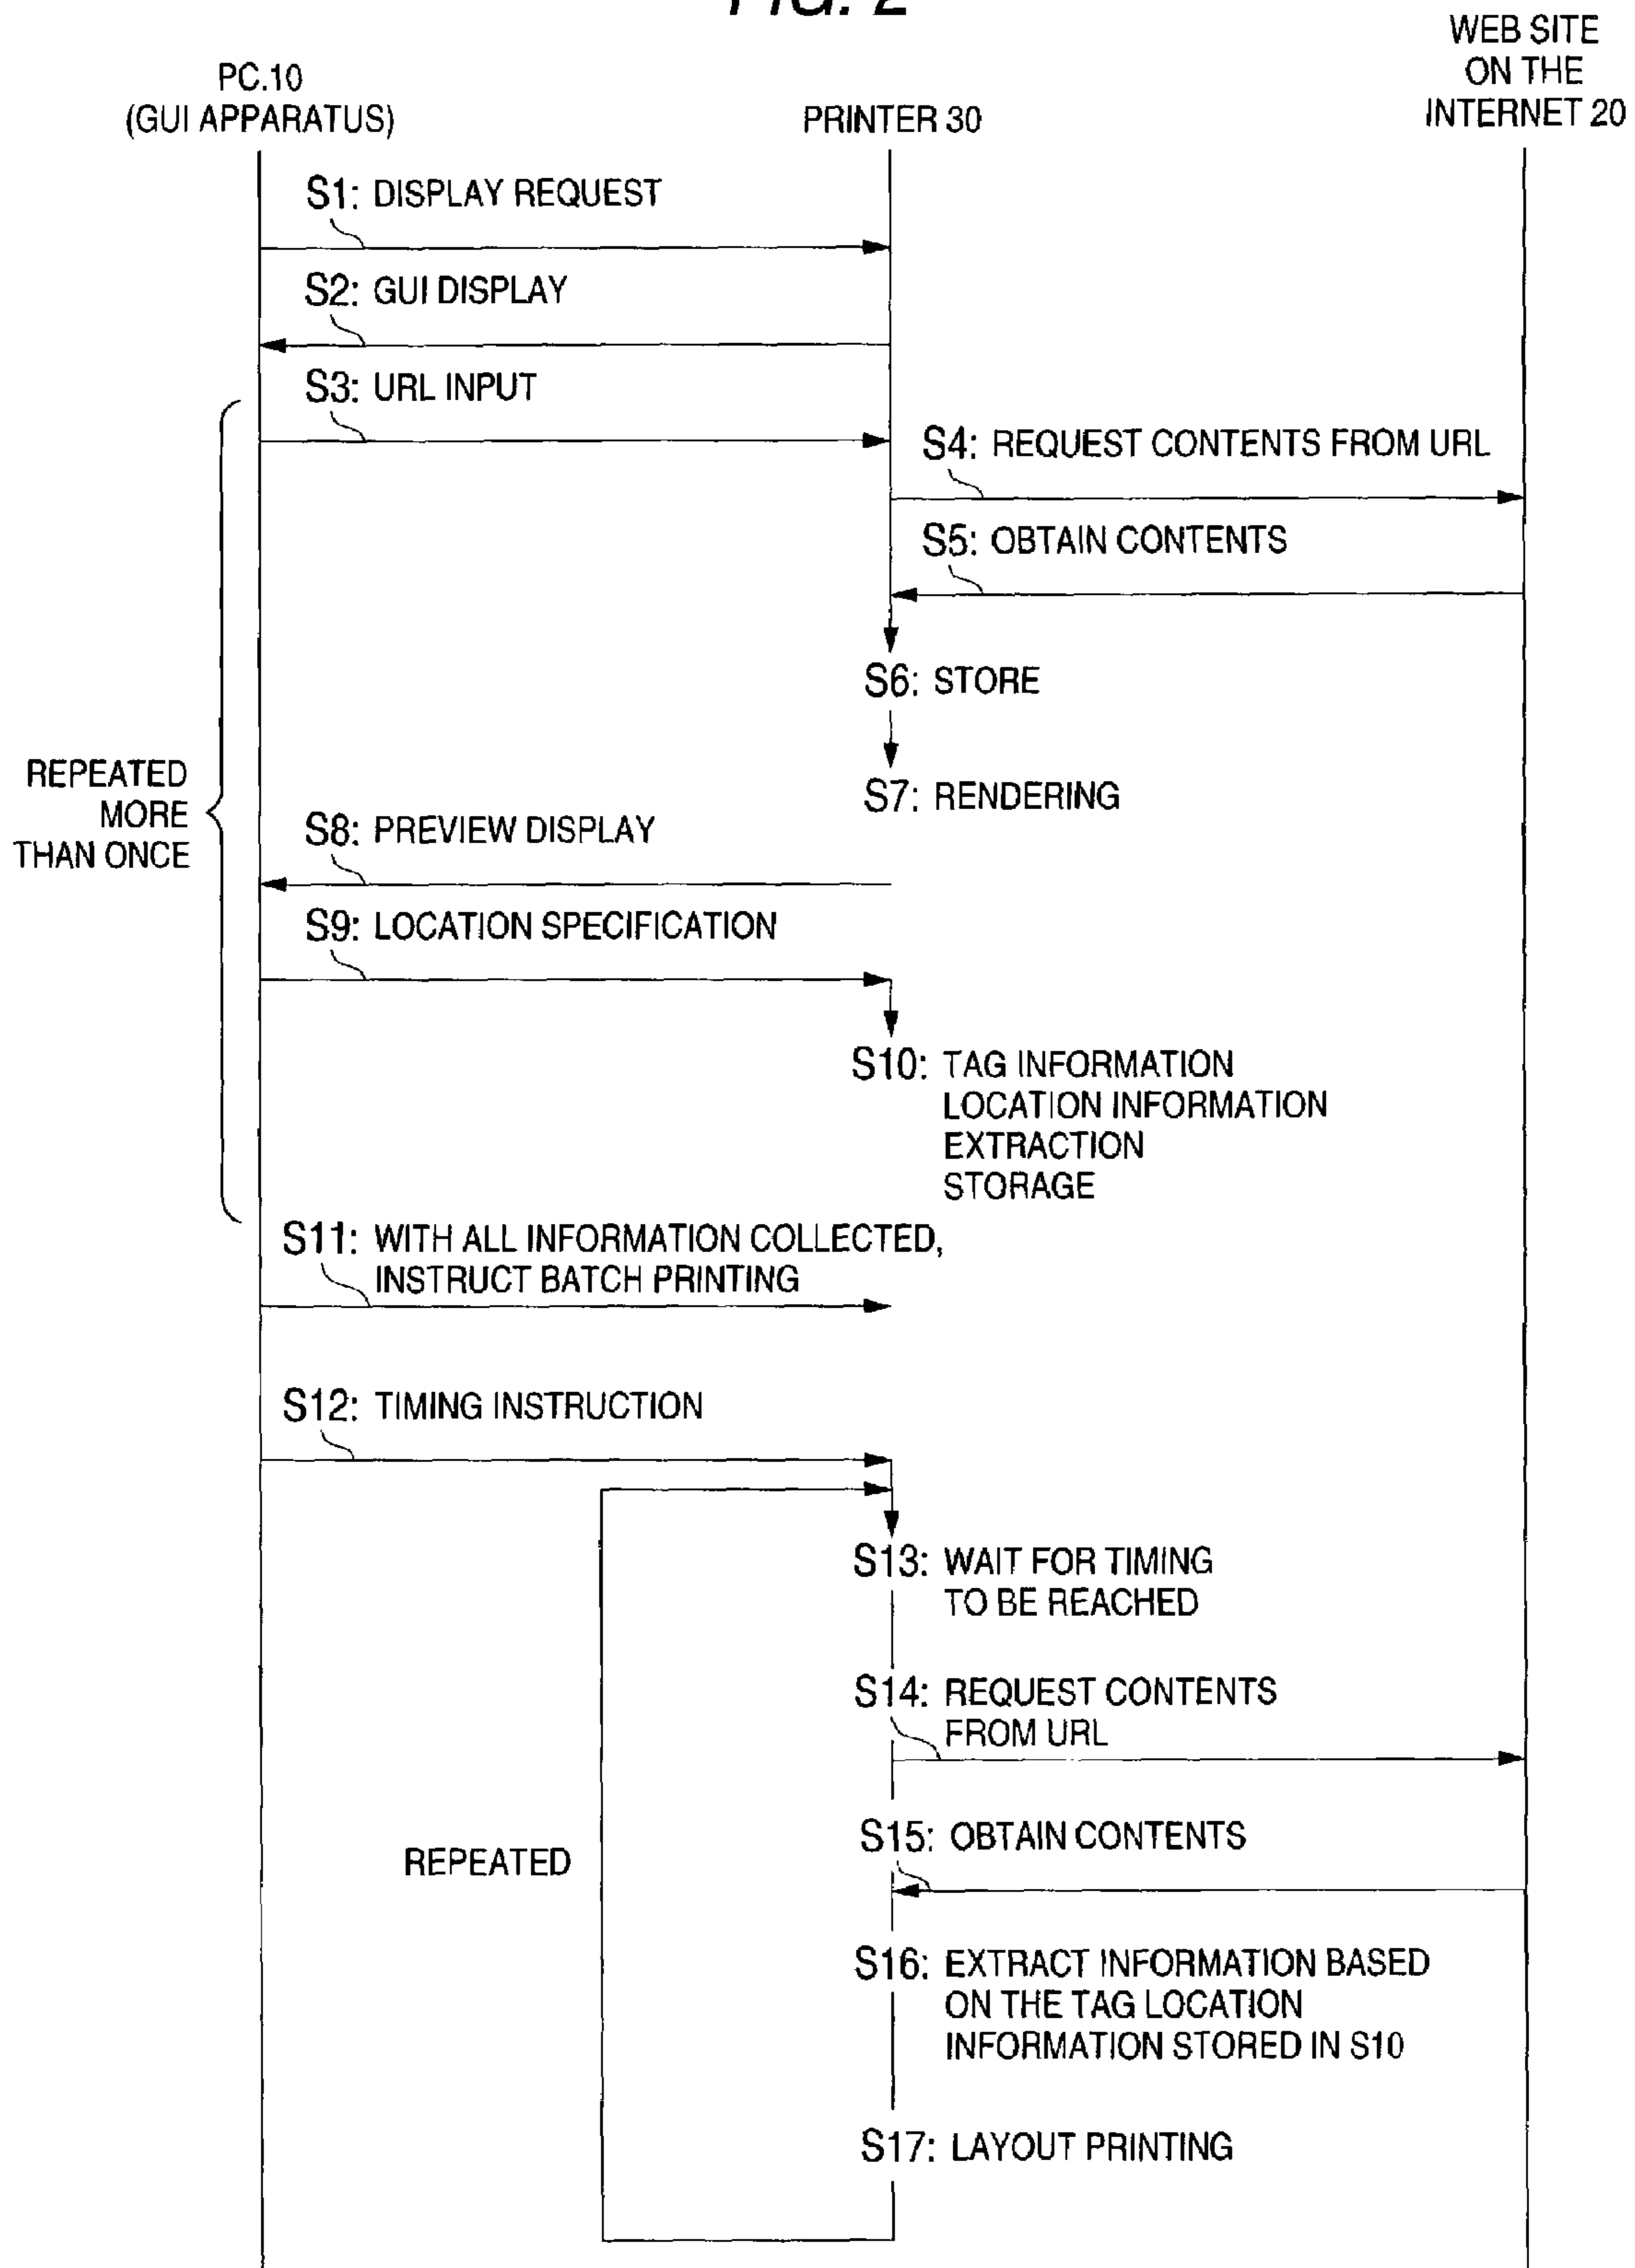 FIG. 2
WEB SITE
ON THE
INTERNET 20
PC.10
(GUI APPARATUS)
PRINTER 30
S1: DISPLAY REQUEST
S2: GUI DISPLAY
S3: URL INPUT
S4: REQUEST CONTENTS FROM URL
S5: OBTAIN CONTENTS
S6: STORE
S7: RENDERING
REPEATED
MORE
THAN ONCE
S8: PREVIEW DISPLAY
S9: LOCATION SPECIFICATION
S10: TAG INFORMATION
LOCATION INFORMATION
EXTRACTION
STORAGE
S11: WITH ALL INFORMATION COLLECTED,
INSTRUCT BATCH PRINTING
S12: TIMING INSTRUCTION
S13: WAIT FOR TIMING
TO BE REACHED
S14: REQUEST CONTENTS
FROM URL
S15: OBTAIN CONTENTS
REPEATED
S16: EXTRACT INFORMATION BASED
ON THE TAG LOCATION
INFORMATION STORED IN S10
S17: LAYOUT PRINTING